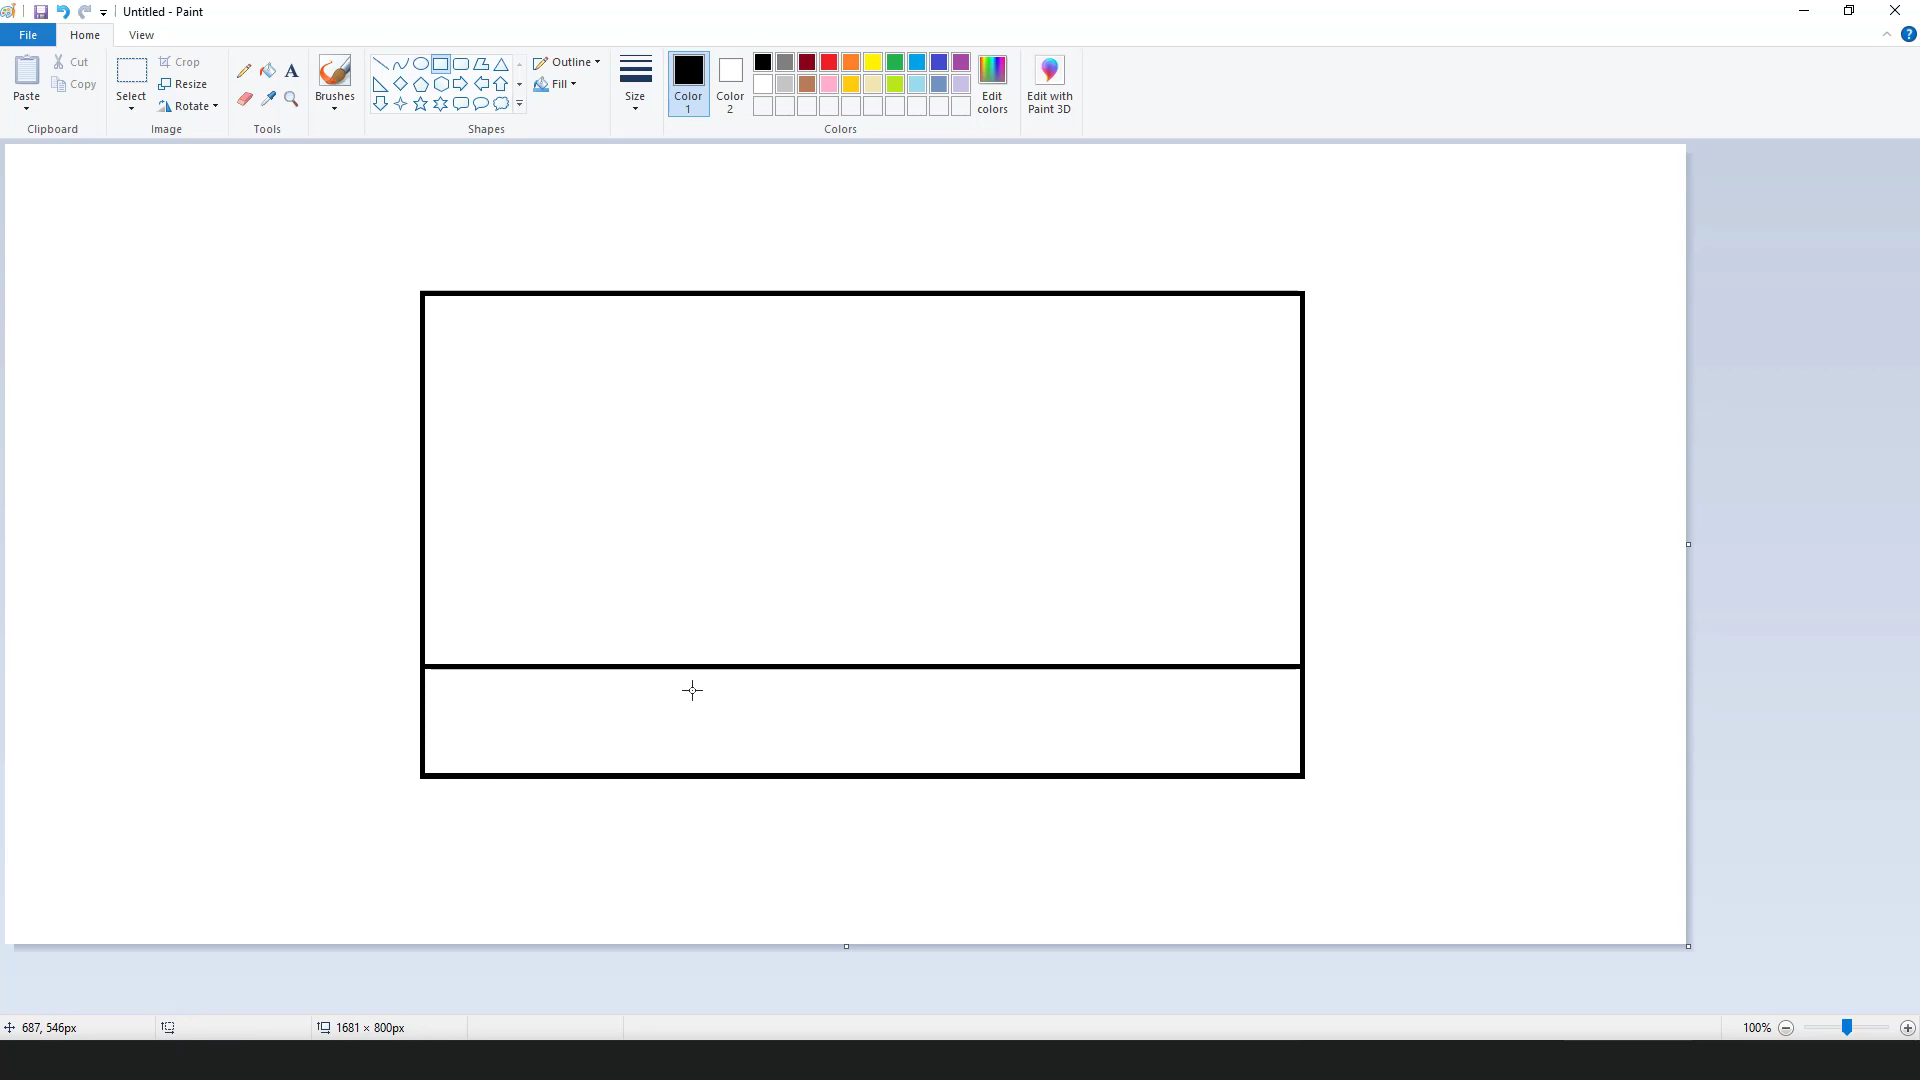 Untitled - Paint
File Home View
Paste
Cut
Copy
Clipboard
Select
Crop
Resize
Rotate
Image
A
Tools
Brushes
Outline
Fill
Shapes
Size
Color 1
Color 2
Edit colors
Colors
Edit with Paint 3D
?
687, 546px
1681 × 800px
100%